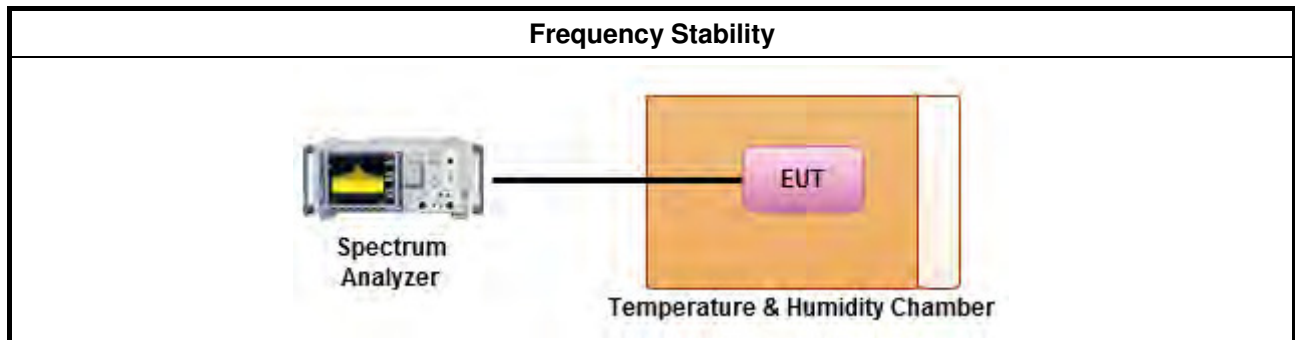 Frequency Stability
EUT
Spectrum
Analyzer
Temperature & Humidity Chamber